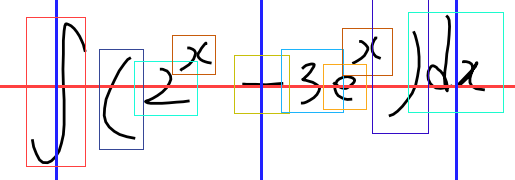 ∫(2^x - 3e^x)dx